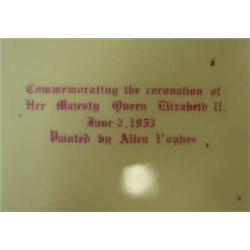 Commemorating the coronation of
Her Majesty Queen Elizabeth II.
June 2, 1953
Painted by Allen Hughes